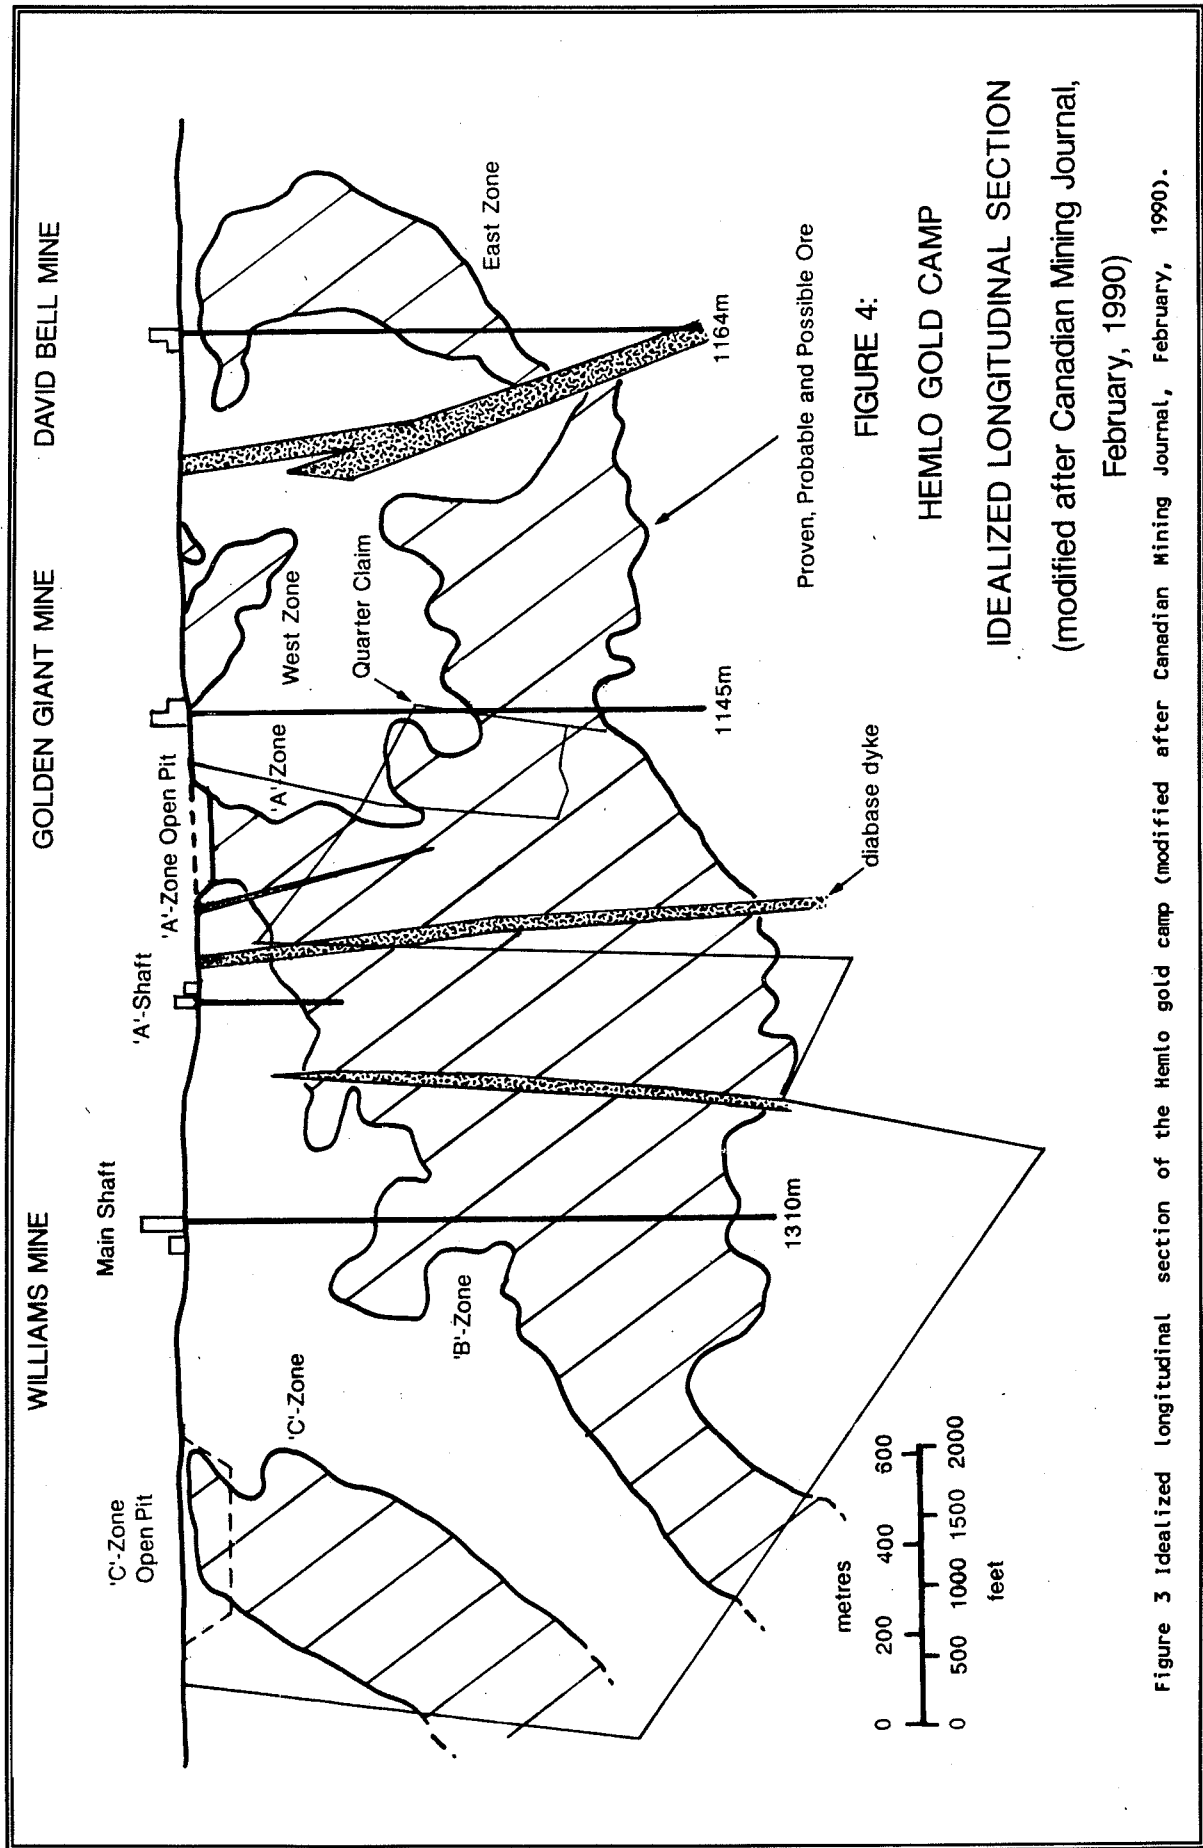 WILLIAMS MINE
GOLDEN GIANT MINE
DAVID BELL MINE
'C'-Zone
Open Pit
Main Shaft
'A'-Shaft
'A'-Zone Open Pit
'C'-Zone
'B'-Zone
'A'-Zone
West Zone
Quarter Claim
East Zone
1310m
1145m
1164m
diabase dyke
Proven, Probable and Possible Ore
metres
0 200 400 600
0 500 1000 1500 2000
feet
FIGURE 4:
HEMLO GOLD CAMP
IDEALIZED LONGITUDINAL SECTION
(modified after Canadian Mining Journal,
February, 1990)
Figure 3 Idealized longitudinal section of the Hemlo gold camp (modified after Canadian Mining Journal, February, 1990).